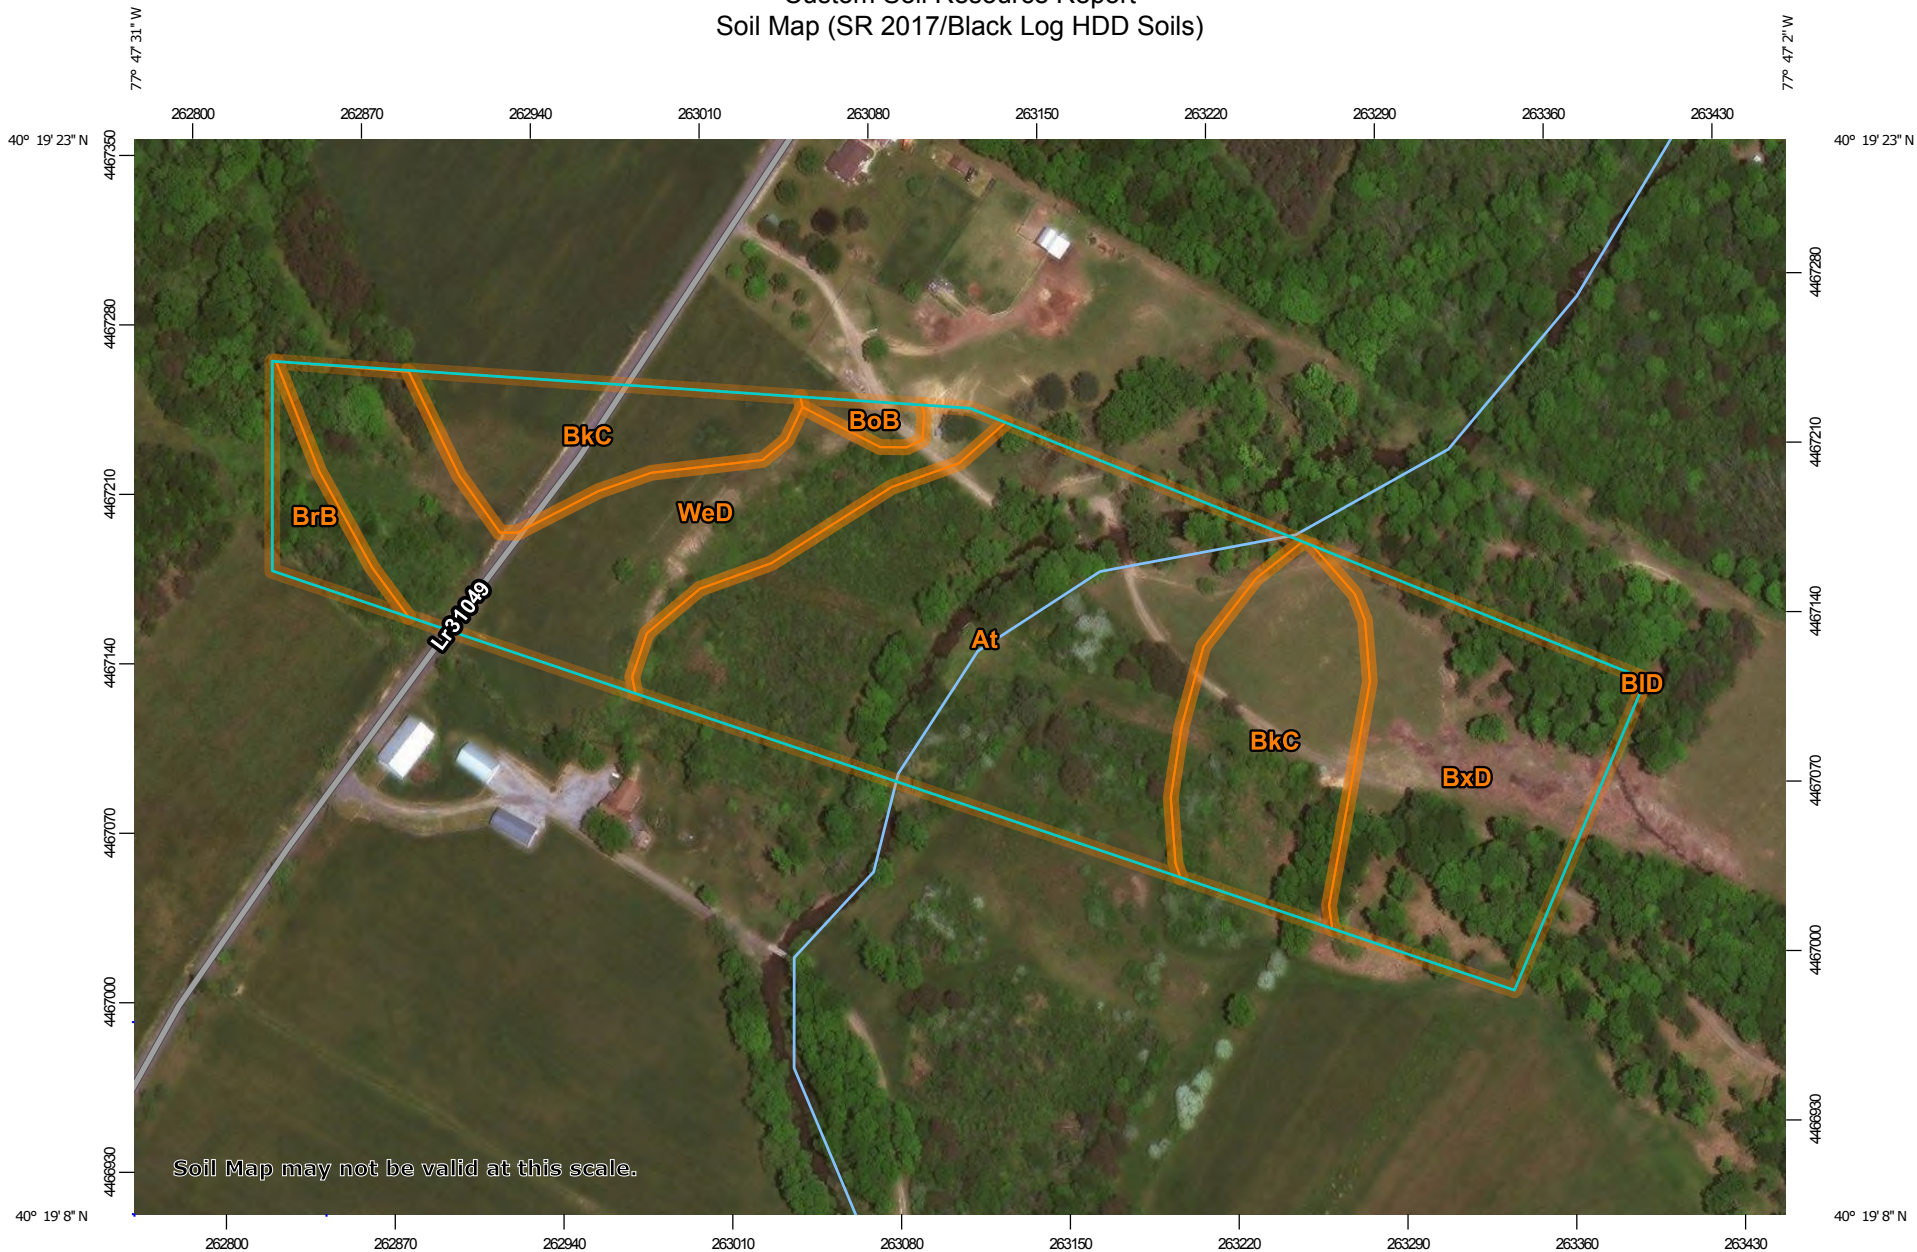 Custom Soil Resource Report
Soil Map (SR 2017/Black Log HDD Soils)
77° 47' 31" W
77° 47' 2" W
262800 262870 262940 263010 263080 263150 263220 263290 263360 263430
40° 19' 23" N
40° 19' 23" N
4467350
4467280
4467210
4467140
4467070
4467000
4466930
4467280
4467210
4467140
4467070
4467000
4466930
BoB
BkC
WeD
BrB
Lr31049
At
BlD
BkC
BxD
Soil Map may not be valid at this scale.
40° 19' 8" N
40° 19' 8" N
262800 262870 262940 263010 263080 263150 263220 263290 263360 263430